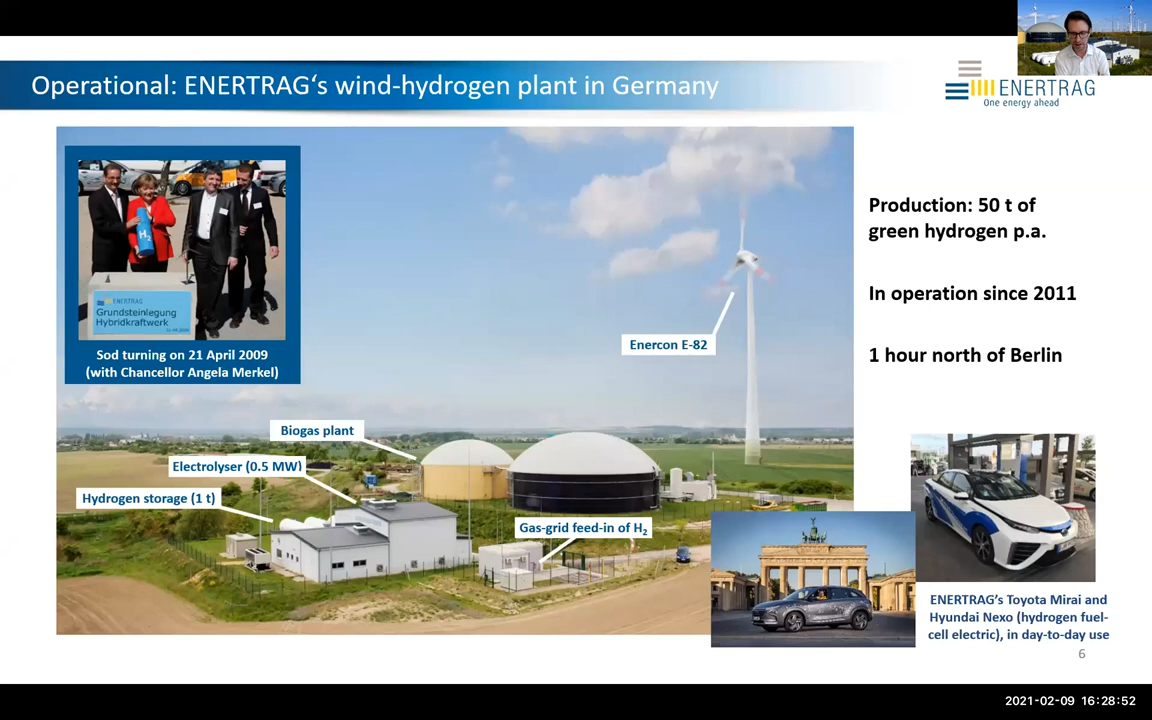 Operational: ENERTRAG‘s wind-hydrogen plant in Germany
ENERTRAG
One energy ahead
H2
ENERTRAG
Grundsteinlegung
Hybridkraftwerk
Sod turning on 21 April 2009
(with Chancellor Angela Merkel)
Enercon E-82
Biogas plant
Electrolyser (0.5 MW)
Hydrogen storage (1 t)
Gas-grid feed-in of H2
Production: 50 t of
green hydrogen p.a.
In operation since 2011
1 hour north of Berlin
ENERTRAG’s Toyota Mirai and
Hyundai Nexo (hydrogen fuel-
cell electric), in day-to-day use
6
2021-02-09 16:28:52